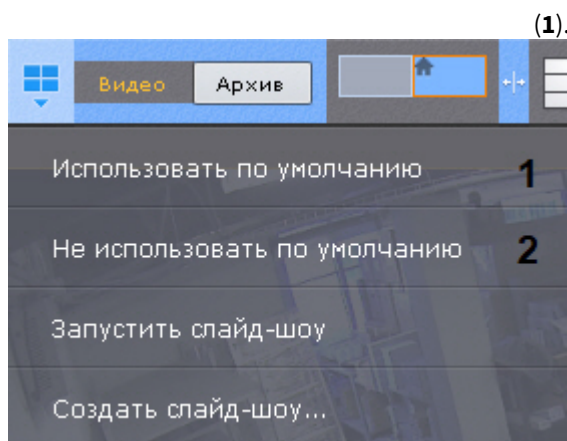 (1).
Видео Архив
Использовать по умолчанию 1
Не использовать по умолчанию 2
Запустить слайд-шоу
Создать слайд-шоу...